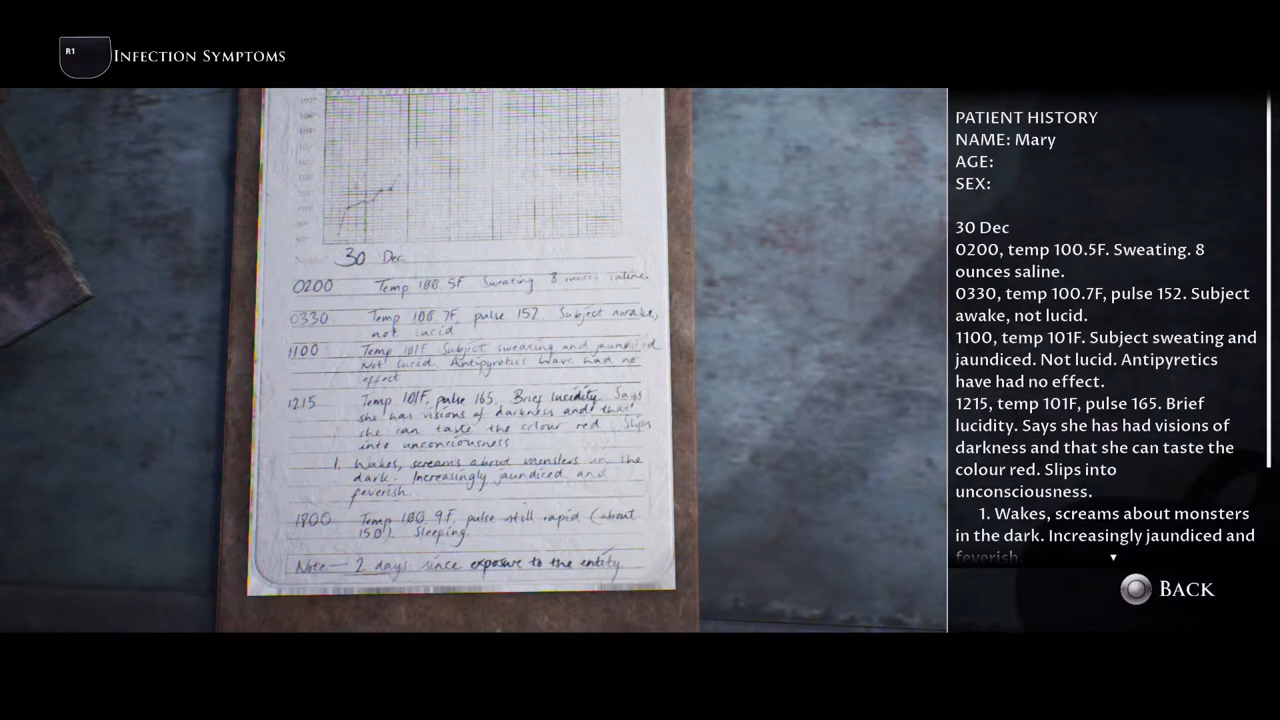 R1
INFECTION SYMPTOMS
30 Dec
0200 Temp 100.5F Sweating 8 ounces saline.
0330 Temp 100 7F pulse 152. Subject awake,
not lucid
1100 Temp 101F Subject sweating and jaundiced
Not lucid. Antipyretics have had no
effect
1215 Temp 101F, pulse 165. Brief lucidity. Says
she has visions of darkness and that
she can taste the colour red. Slips
into unconciousness.
1. Wakes, screams about monsters in the
dark. Increasingly jaundiced and
feverish.
1800 Temp 100.9F, pulse still rapid (about
150). Sleeping.
Note — 2 days since exposure to the entity
PATIENT HISTORY
NAME: Mary
AGE:
SEX:
30 Dec
0200, temp 100.5F. Sweating. 8
ounces saline.
0330, temp 100.7F, pulse 152. Subject
awake, not lucid.
1100, temp 101F. Subject sweating and
jaundiced. Not lucid. Antipyretics
have had no effect.
1215, temp 101F, pulse 165. Brief
lucidity. Says she has had visions of
darkness and that she can taste the
colour red. Slips into
unconsciousness.
1. Wakes, screams about monsters
in the dark. Increasingly jaundiced and
feverish.
BACK